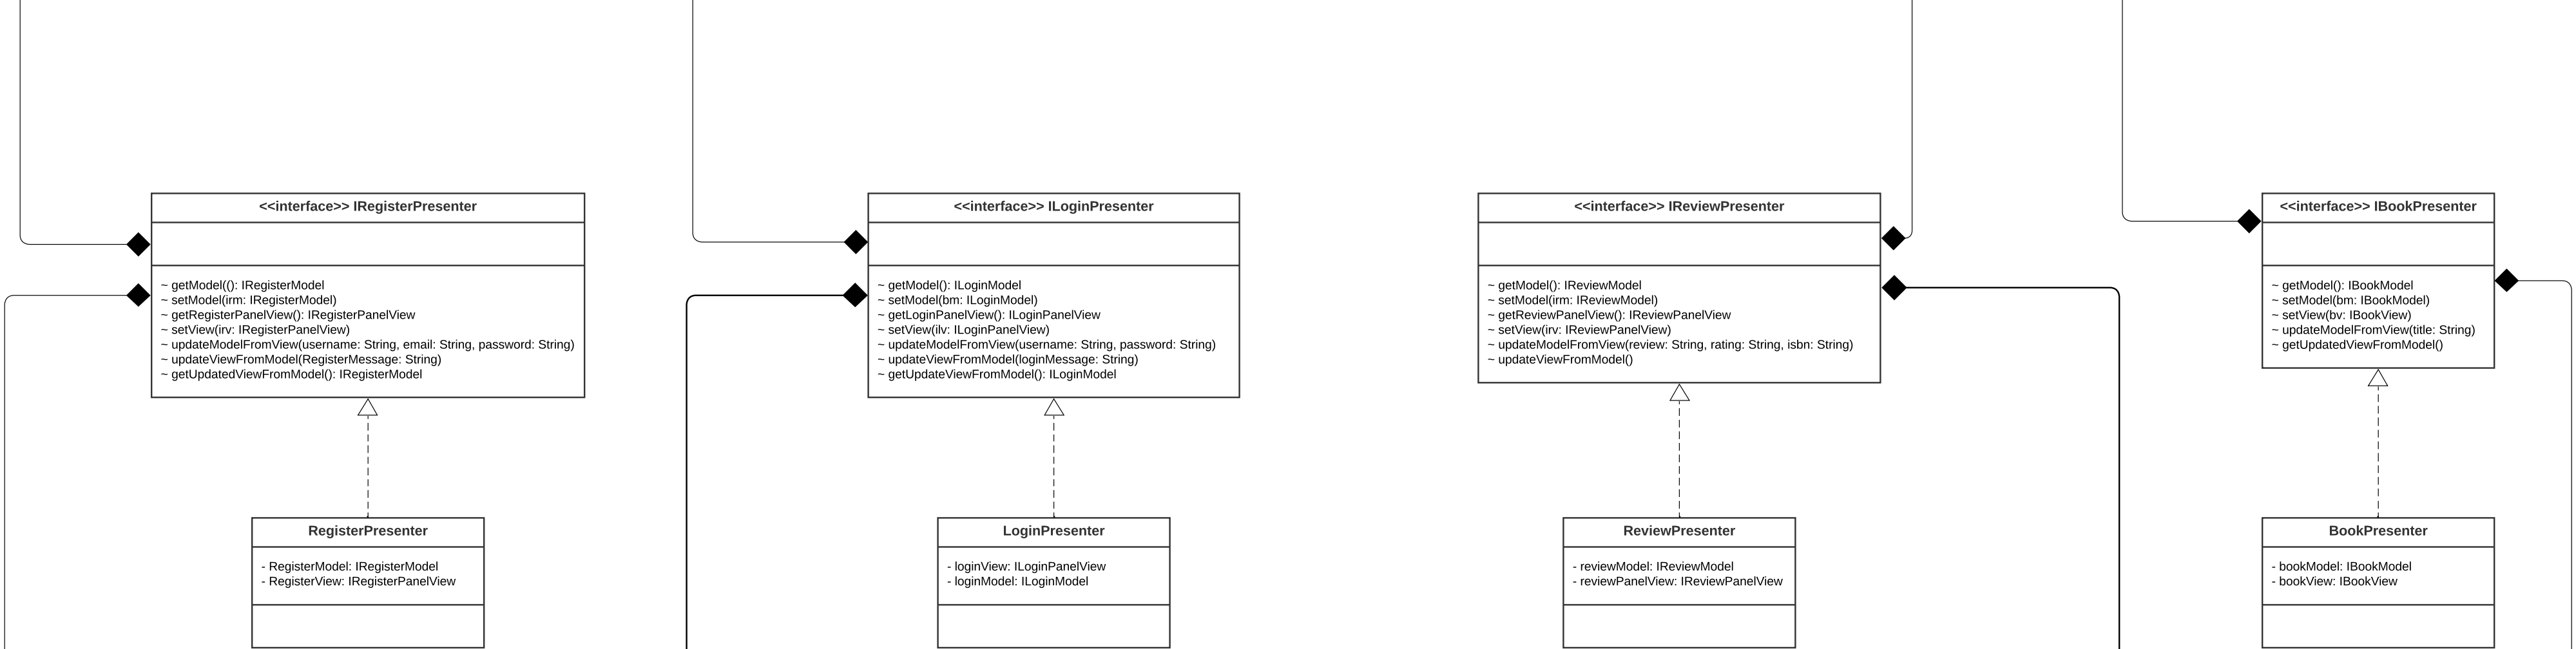 <<interface>> IRegisterPresenter
~ getModel((): IRegisterModel
~ setModel(irm: IRegisterModel)
~ getRegisterPanelView(): IRegisterPanelView
~ setView(irv: IRegisterPanelView)
~ updateModelFromView(username: String, email: String, password: String)
~ updateViewFromModel(RegisterMessage: String)
~ getUpdatedViewFromModel(): IRegisterModel
<<interface>> ILoginPresenter
~ getModel(): ILoginModel
~ setModel(bm: ILoginModel)
~ getLoginPanelView(): ILoginPanelView
~ setView(ilv: ILoginPanelView)
~ updateModelFromView(username: String, password: String)
~ updateViewFromModel(loginMessage: String)
~ getUpdateViewFromModel(): ILoginModel
<<interface>> IReviewPresenter
~ getModel(): IReviewModel
~ setModel(irm: IReviewModel)
~ getReviewPanelView(): IReviewPanelView
~ setView(irv: IReviewPanelView)
~ updateModelFromView(review: String, rating: String, isbn: String)
~ updateViewFromModel()
<<interface>> IBookPresenter
~ getModel(): IBookModel
~ setModel(bm: IBookModel)
~ setView(bv: IBookView)
~ updateModelFromView(title: String)
~ getUpdatedViewFromModel()
RegisterPresenter
- RegisterModel: IRegisterModel
- RegisterView: IRegisterPanelView
LoginPresenter
- loginView: ILoginPanelView
- loginModel: ILoginModel
ReviewPresenter
- reviewModel: IReviewModel
- reviewPanelView: IReviewPanelView
BookPresenter
- bookModel: IBookModel
- bookView: IBookView